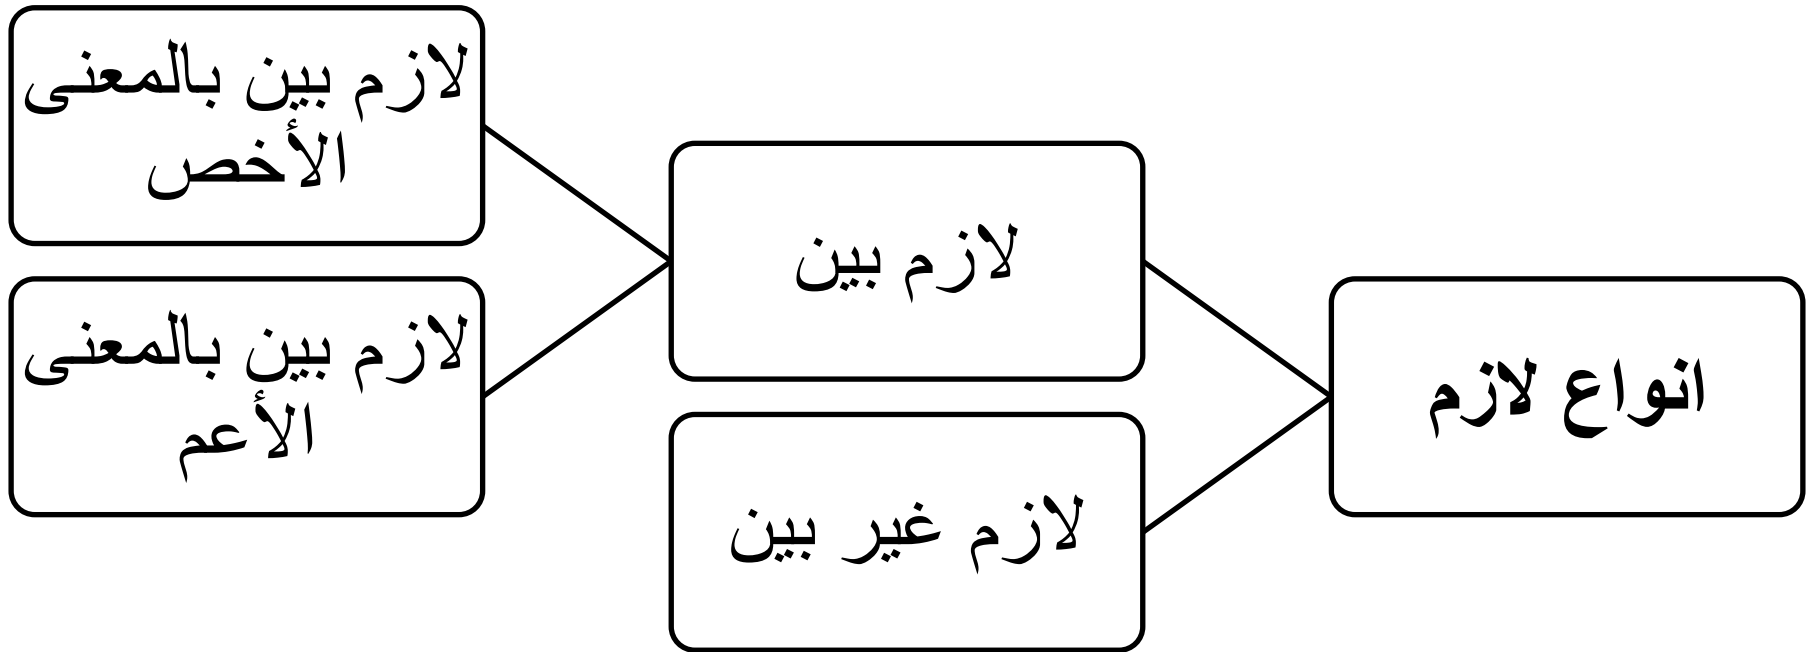 انواع لازم
لازم بين
لازم بين بالمعنى
الأخص
لازم بين بالمعنى
الأعم
لازم غير بين